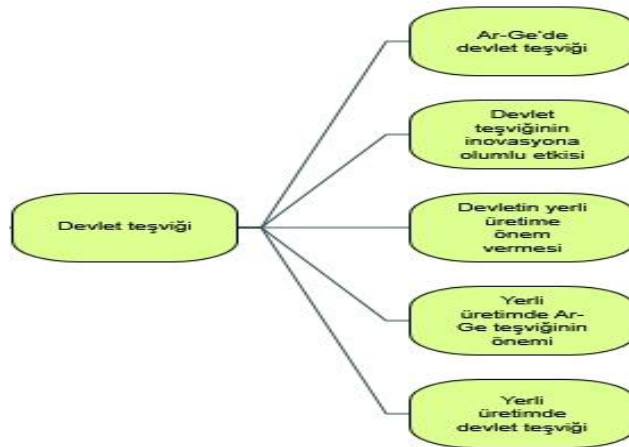 Ar-Ge'de
devlet teşviği
Devlet
teşviğinin
inovasyona
olumlu etkisi
Devlet teşviği
Devletin yerli
üretime
önem
vermesi
Yerli
üretimde Ar-
Ge teşviğinin
önemi
Yerli
üretimde
devlet teşviği